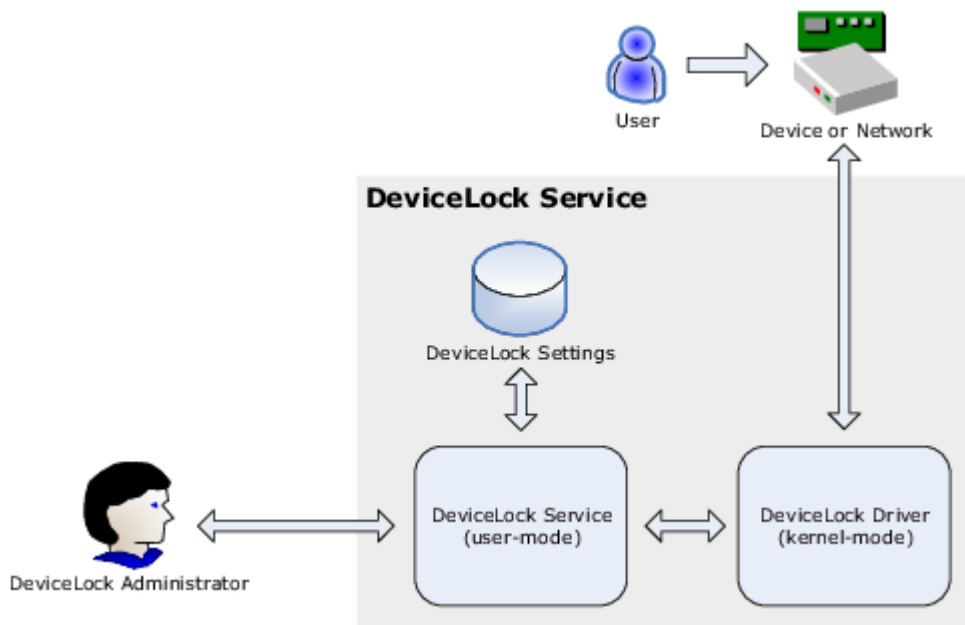 User
Device or Network
DeviceLock Service
DeviceLock Settings
DeviceLock Service
(user-mode)
DeviceLock Driver
(kernel-mode)
DeviceLock Administrator